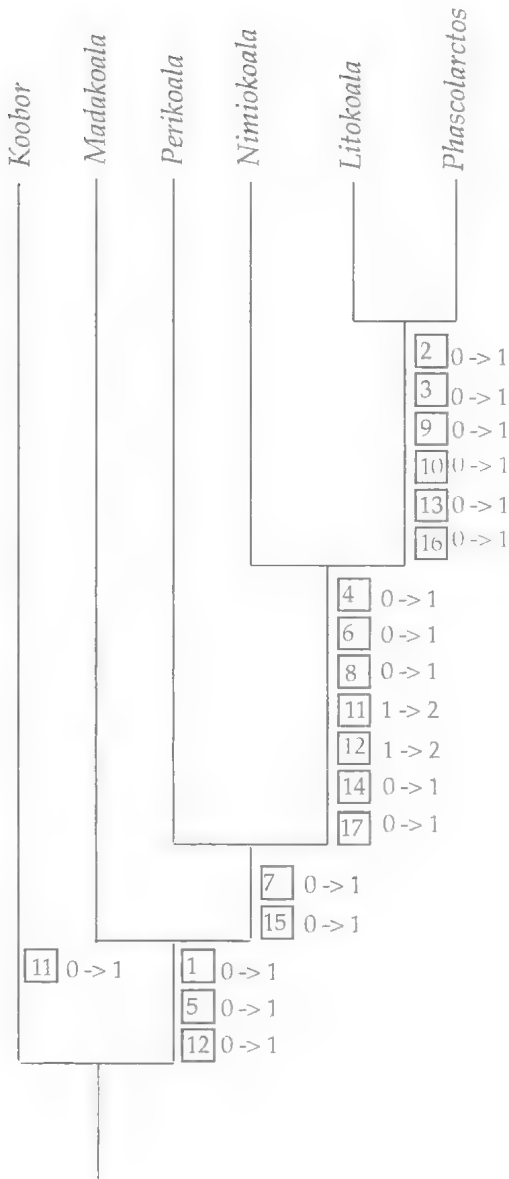 Koobor
Madakoala
Perikoala
Nimiokoala
Litokoala
Phascolarctos
2 0 -> 1
3 0 -> 1
9 0 -> 1
10 0 -> 1
13 0 -> 1
16 0 -> 1
4 0 -> 1
6 0 -> 1
8 0 -> 1
11 1 -> 2
12 1 -> 2
14 0 -> 1
17 0 -> 1
7 0 -> 1
15 0 -> 1
11 0 -> 1
1 0 -> 1
5 0 -> 1
12 0 -> 1